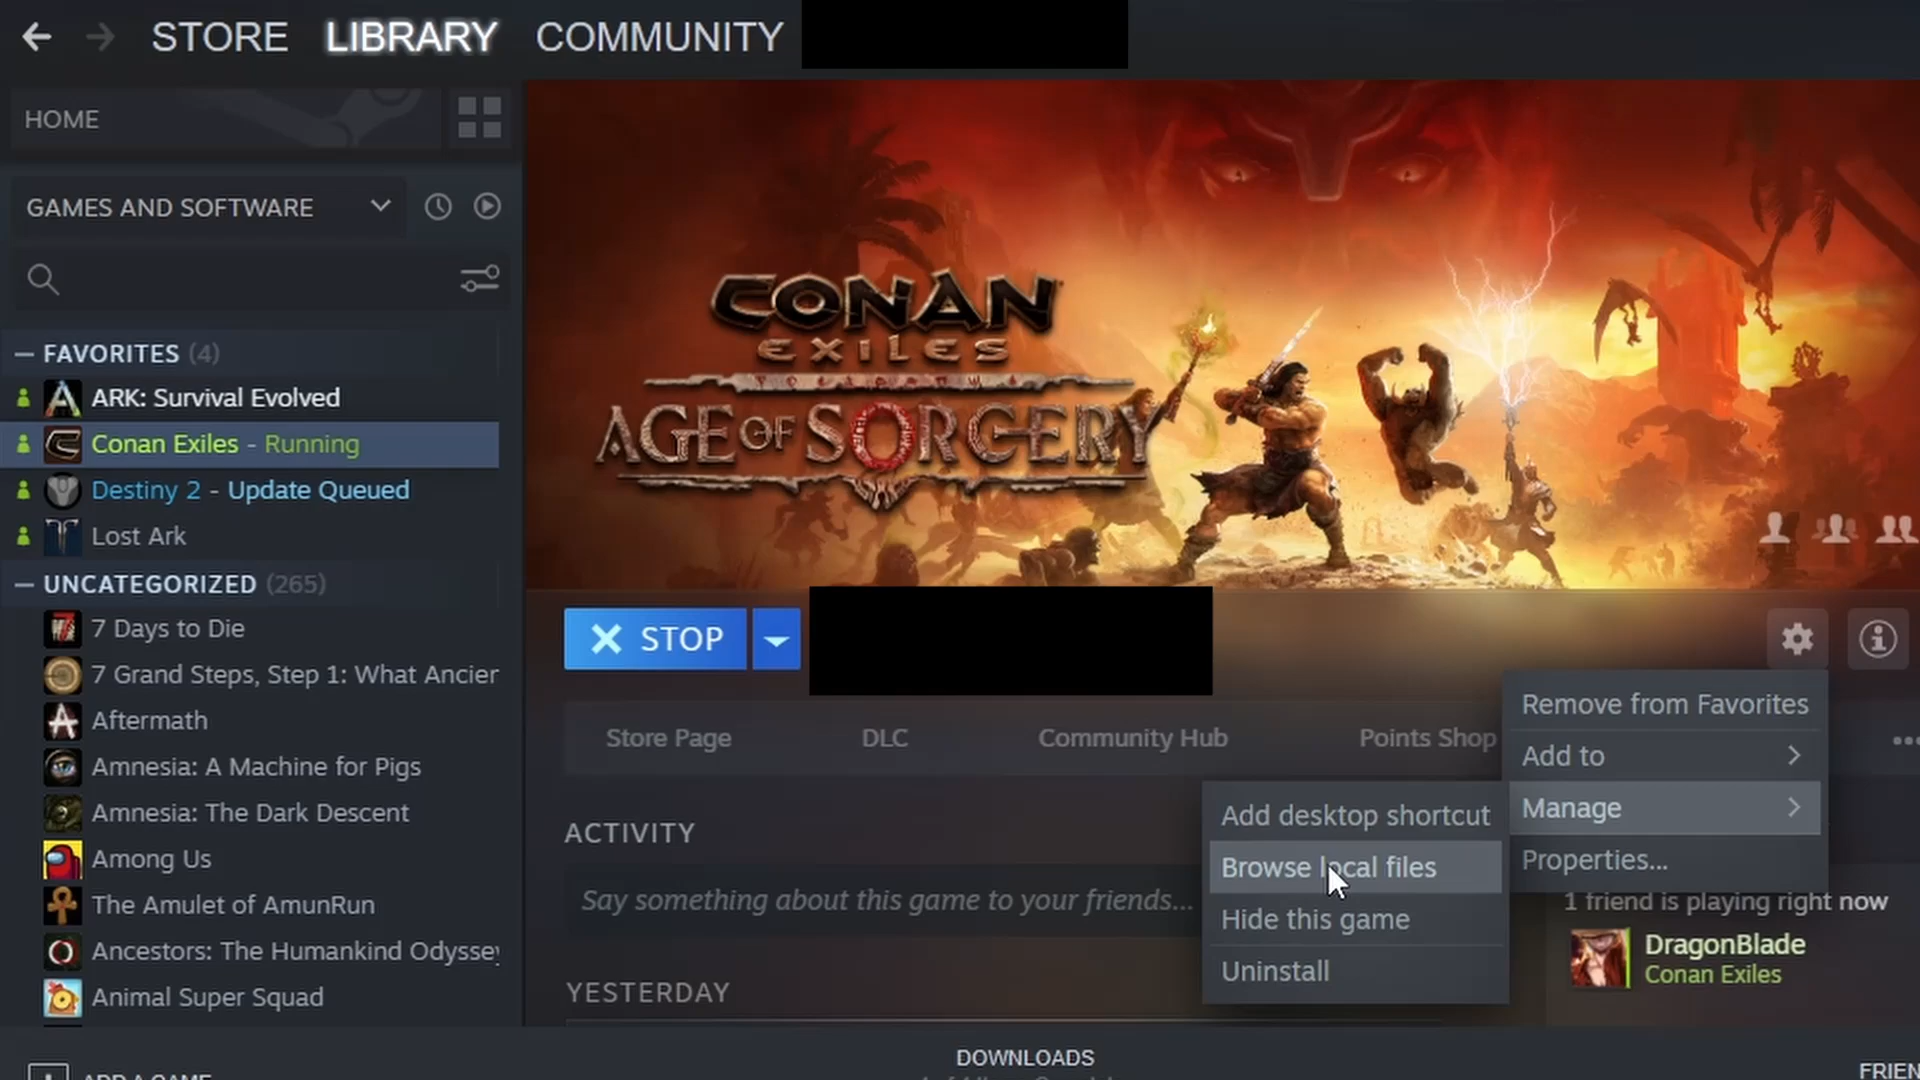 STORE LIBRARY COMMUNITY
HOME
GAMES AND SOFTWARE
FAVORITES (4)
ARK: Survival Evolved
Conan Exiles - Running
Destiny 2 - Update Queued
Lost Ark
UNCATEGORIZED (265)
7 Days to Die
7 Grand Steps, Step 1: What Ancien
Aftermath
Amnesia: A Machine for Pigs
Amnesia: The Dark Descent
Among Us
The Amulet of AmunRun
Ancestors: The Humankind Odyssey
Animal Super Squad
ADD A GAME
CONAN
EXILES
AGE OF SORCERY
STOP
Store Page
DLC
Community Hub
Points Shop
Remove from Favorites
Add to
Manage
Properties...
Add desktop shortcut
Browse local files
Hide this game
Uninstall
ACTIVITY
Say something about this game to your friends...
YESTERDAY
1 friend is playing right now
DragonBlade
Conan Exiles
DOWNLOADS
FRIEN